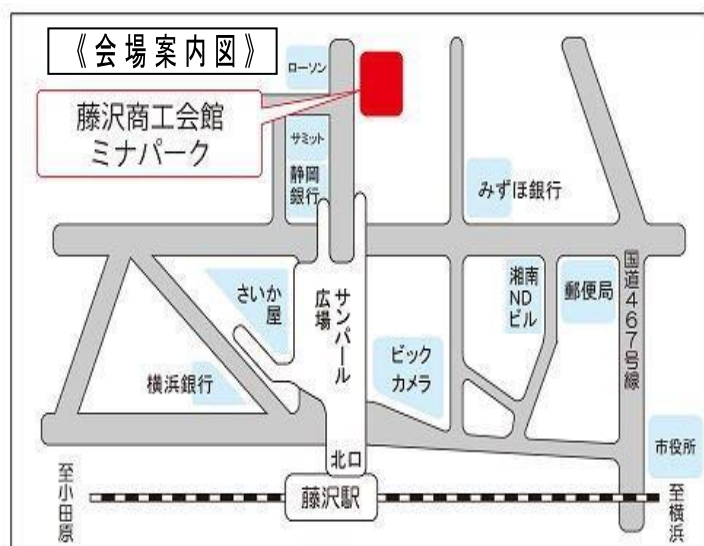 《会場案内図》
ローソン
藤沢商工会館
ミナパーク
サミット
静岡
銀行
みずほ銀行
さいか
屋
サンパール
広場
湘南
ND
ビル
郵便局
国道467号線
ビック
カメラ
横浜銀行
市役所
北口
藤沢駅
至小田原
至横浜